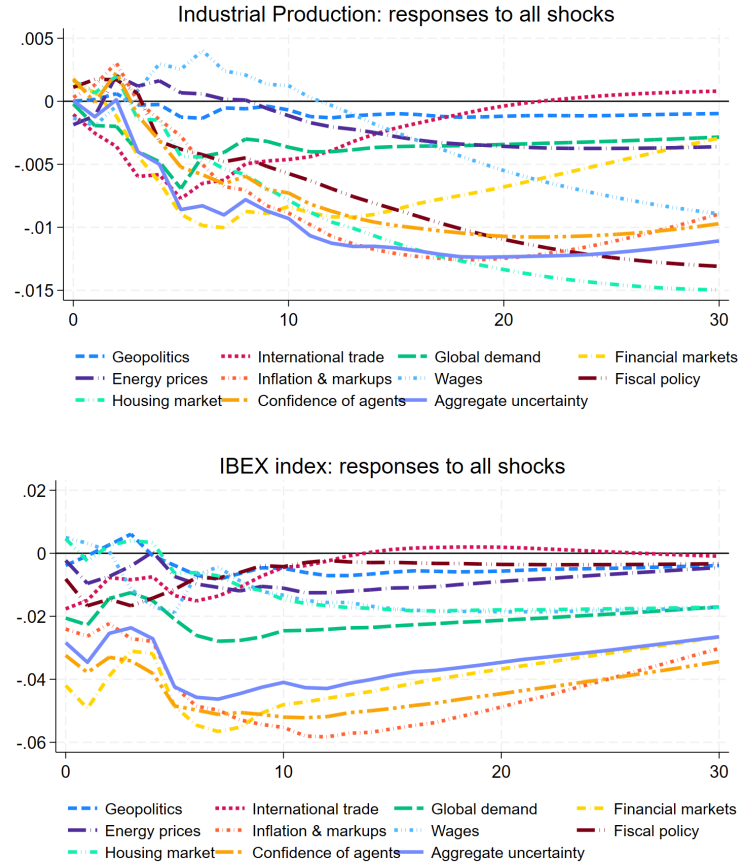 Industrial Production: responses to all shocks
.005
0
-.005
-.01
-.015
0 10 20 30
Geopolitics International trade Global demand Financial markets
Energy prices Inflation & markups Wages Fiscal policy
Housing market Confidence of agents Aggregate uncertainty
IBEX index: responses to all shocks
.02
0
-.02
-.04
-.06
0 10 20 30
Geopolitics International trade Global demand Financial markets
Energy prices Inflation & markups Wages Fiscal policy
Housing market Confidence of agents Aggregate uncertainty